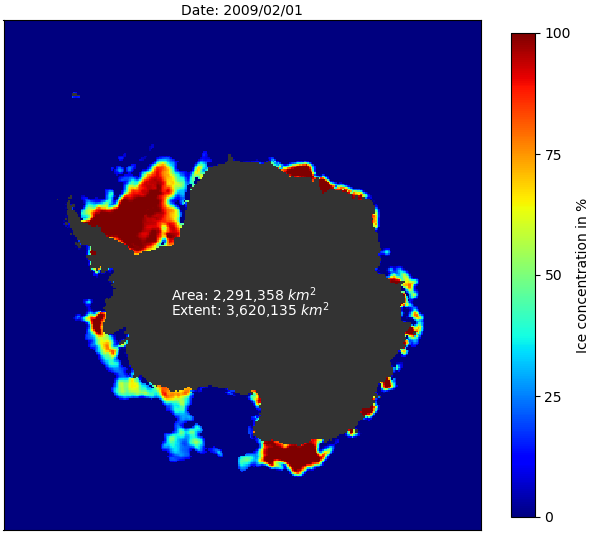 Date: 2009/02/01
Area: 2,291,358 km²
Extent: 3,620,135 km²
100
75
50
25
0
Ice concentration in %